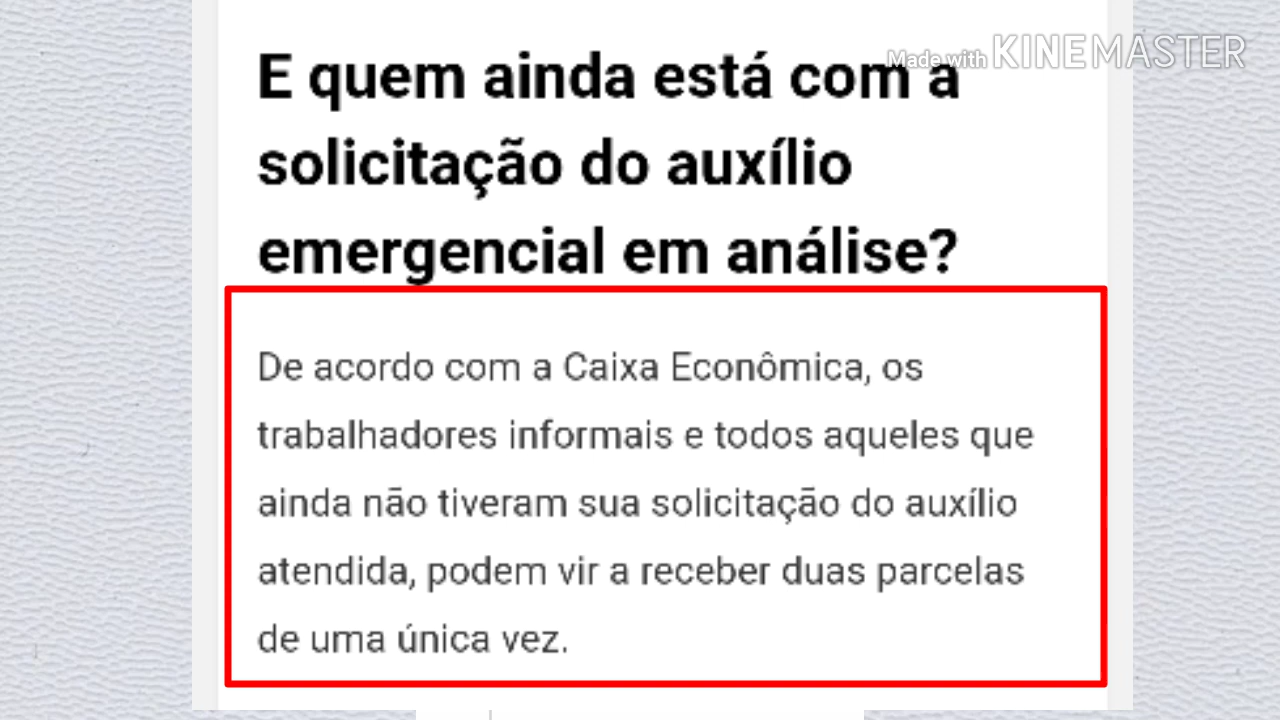 Made with KINEMASTER
E quem ainda está com a
solicitação do auxílio
emergencial em análise?
De acordo com a Caixa Econômica, os
trabalhadores informais e todos aqueles que
ainda não tiveram sua solicitação do auxílio
atendida, podem vir a receber duas parcelas
de uma única vez.